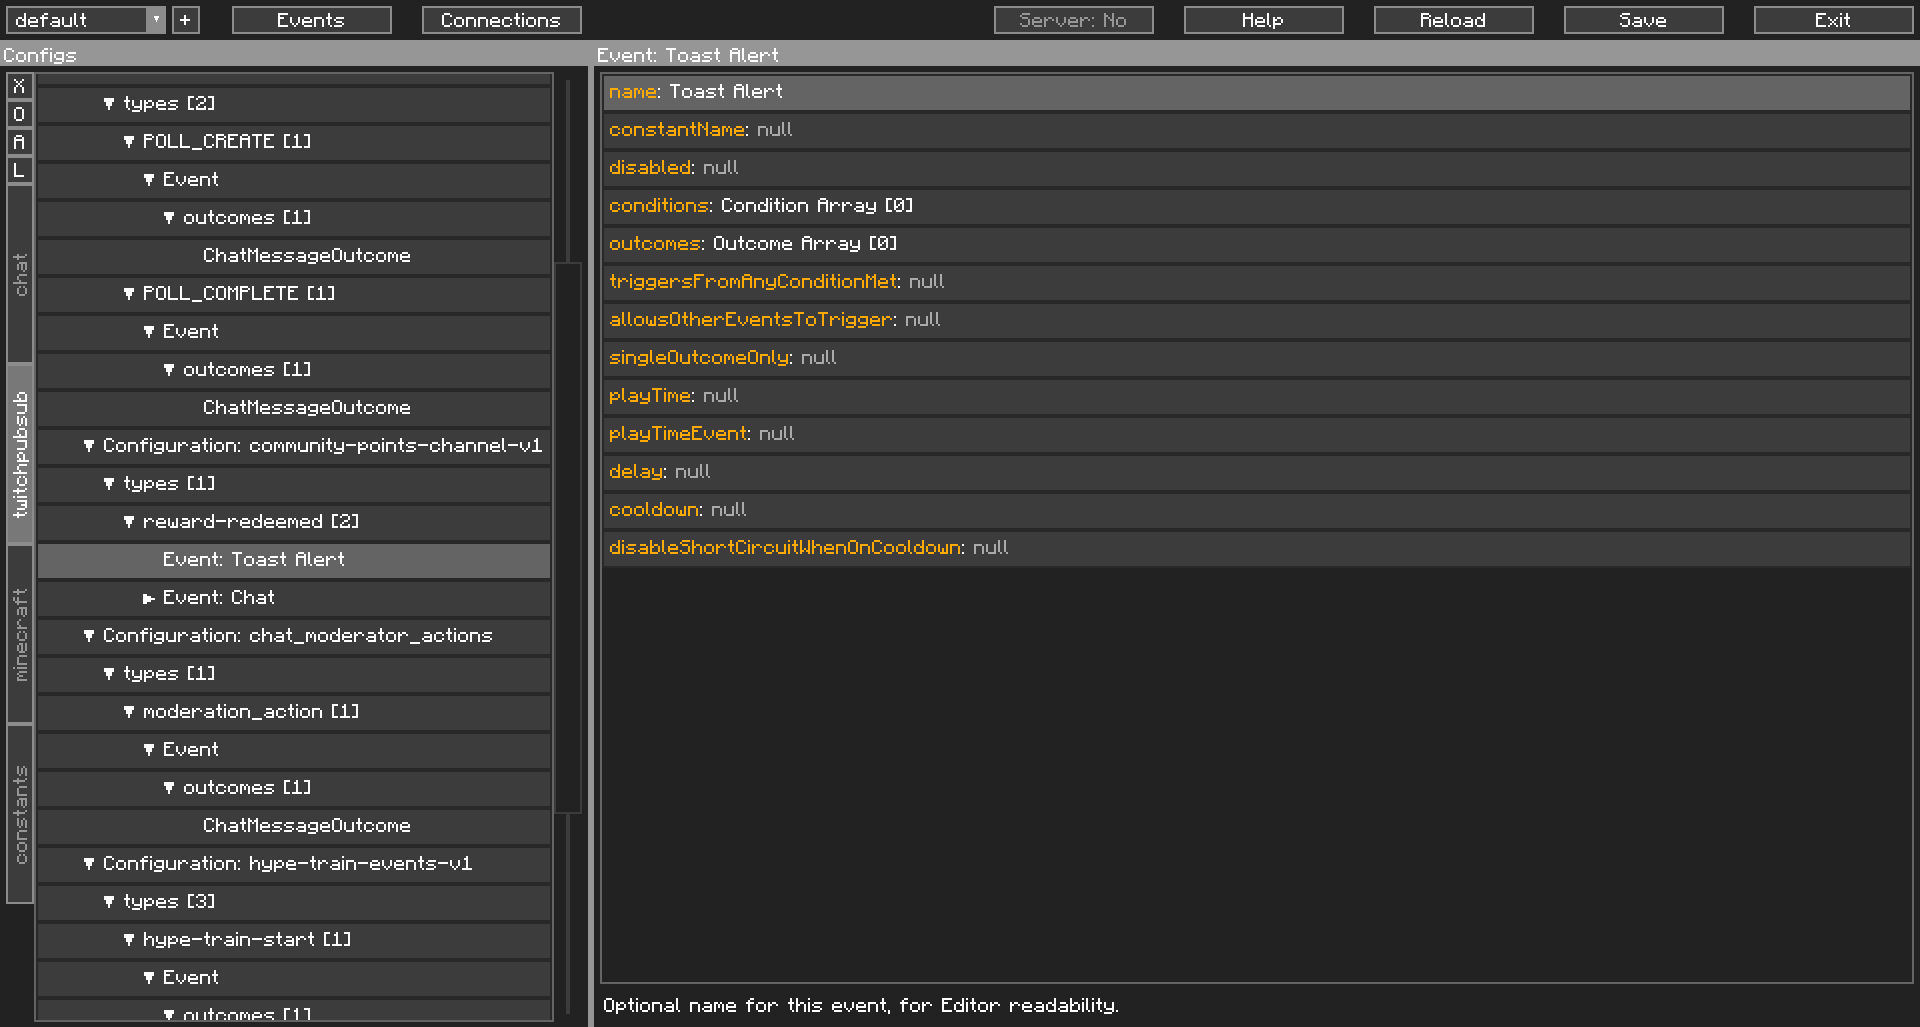 default + Events Connections Server: No Help Reload Save Exit
Configs
X
O
A
L
chat
twitchpubsub
minecraft
constants
types [2]
POLL_CREATE [1]
Event
outcomes [1]
ChatMessageOutcome
POLL_COMPLETE [1]
Event
outcomes [1]
ChatMessageOutcome
Configuration: community-points-channel-v1
types [1]
reward-redeemed [2]
Event: Toast Alert
Event: Chat
Configuration: chat_moderator_actions
types [1]
moderation_action [1]
Event
outcomes [1]
ChatMessageOutcome
Configuration: hype-train-events-v1
types [3]
hype-train-start [1]
Event
outcomes [1]
Event: Toast Alert
name: Toast Alert
constantName: null
disabled: null
conditions: Condition Array [0]
outcomes: Outcome Array [0]
triggersFromAnyConditionMet: null
allowsOtherEventsToTrigger: null
singleOutcomeOnly: null
playTime: null
playTimeEvent: null
delay: null
cooldown: null
disableShortCircuitWhenOnCooldown: null
Optional name for this event, for Editor readability.